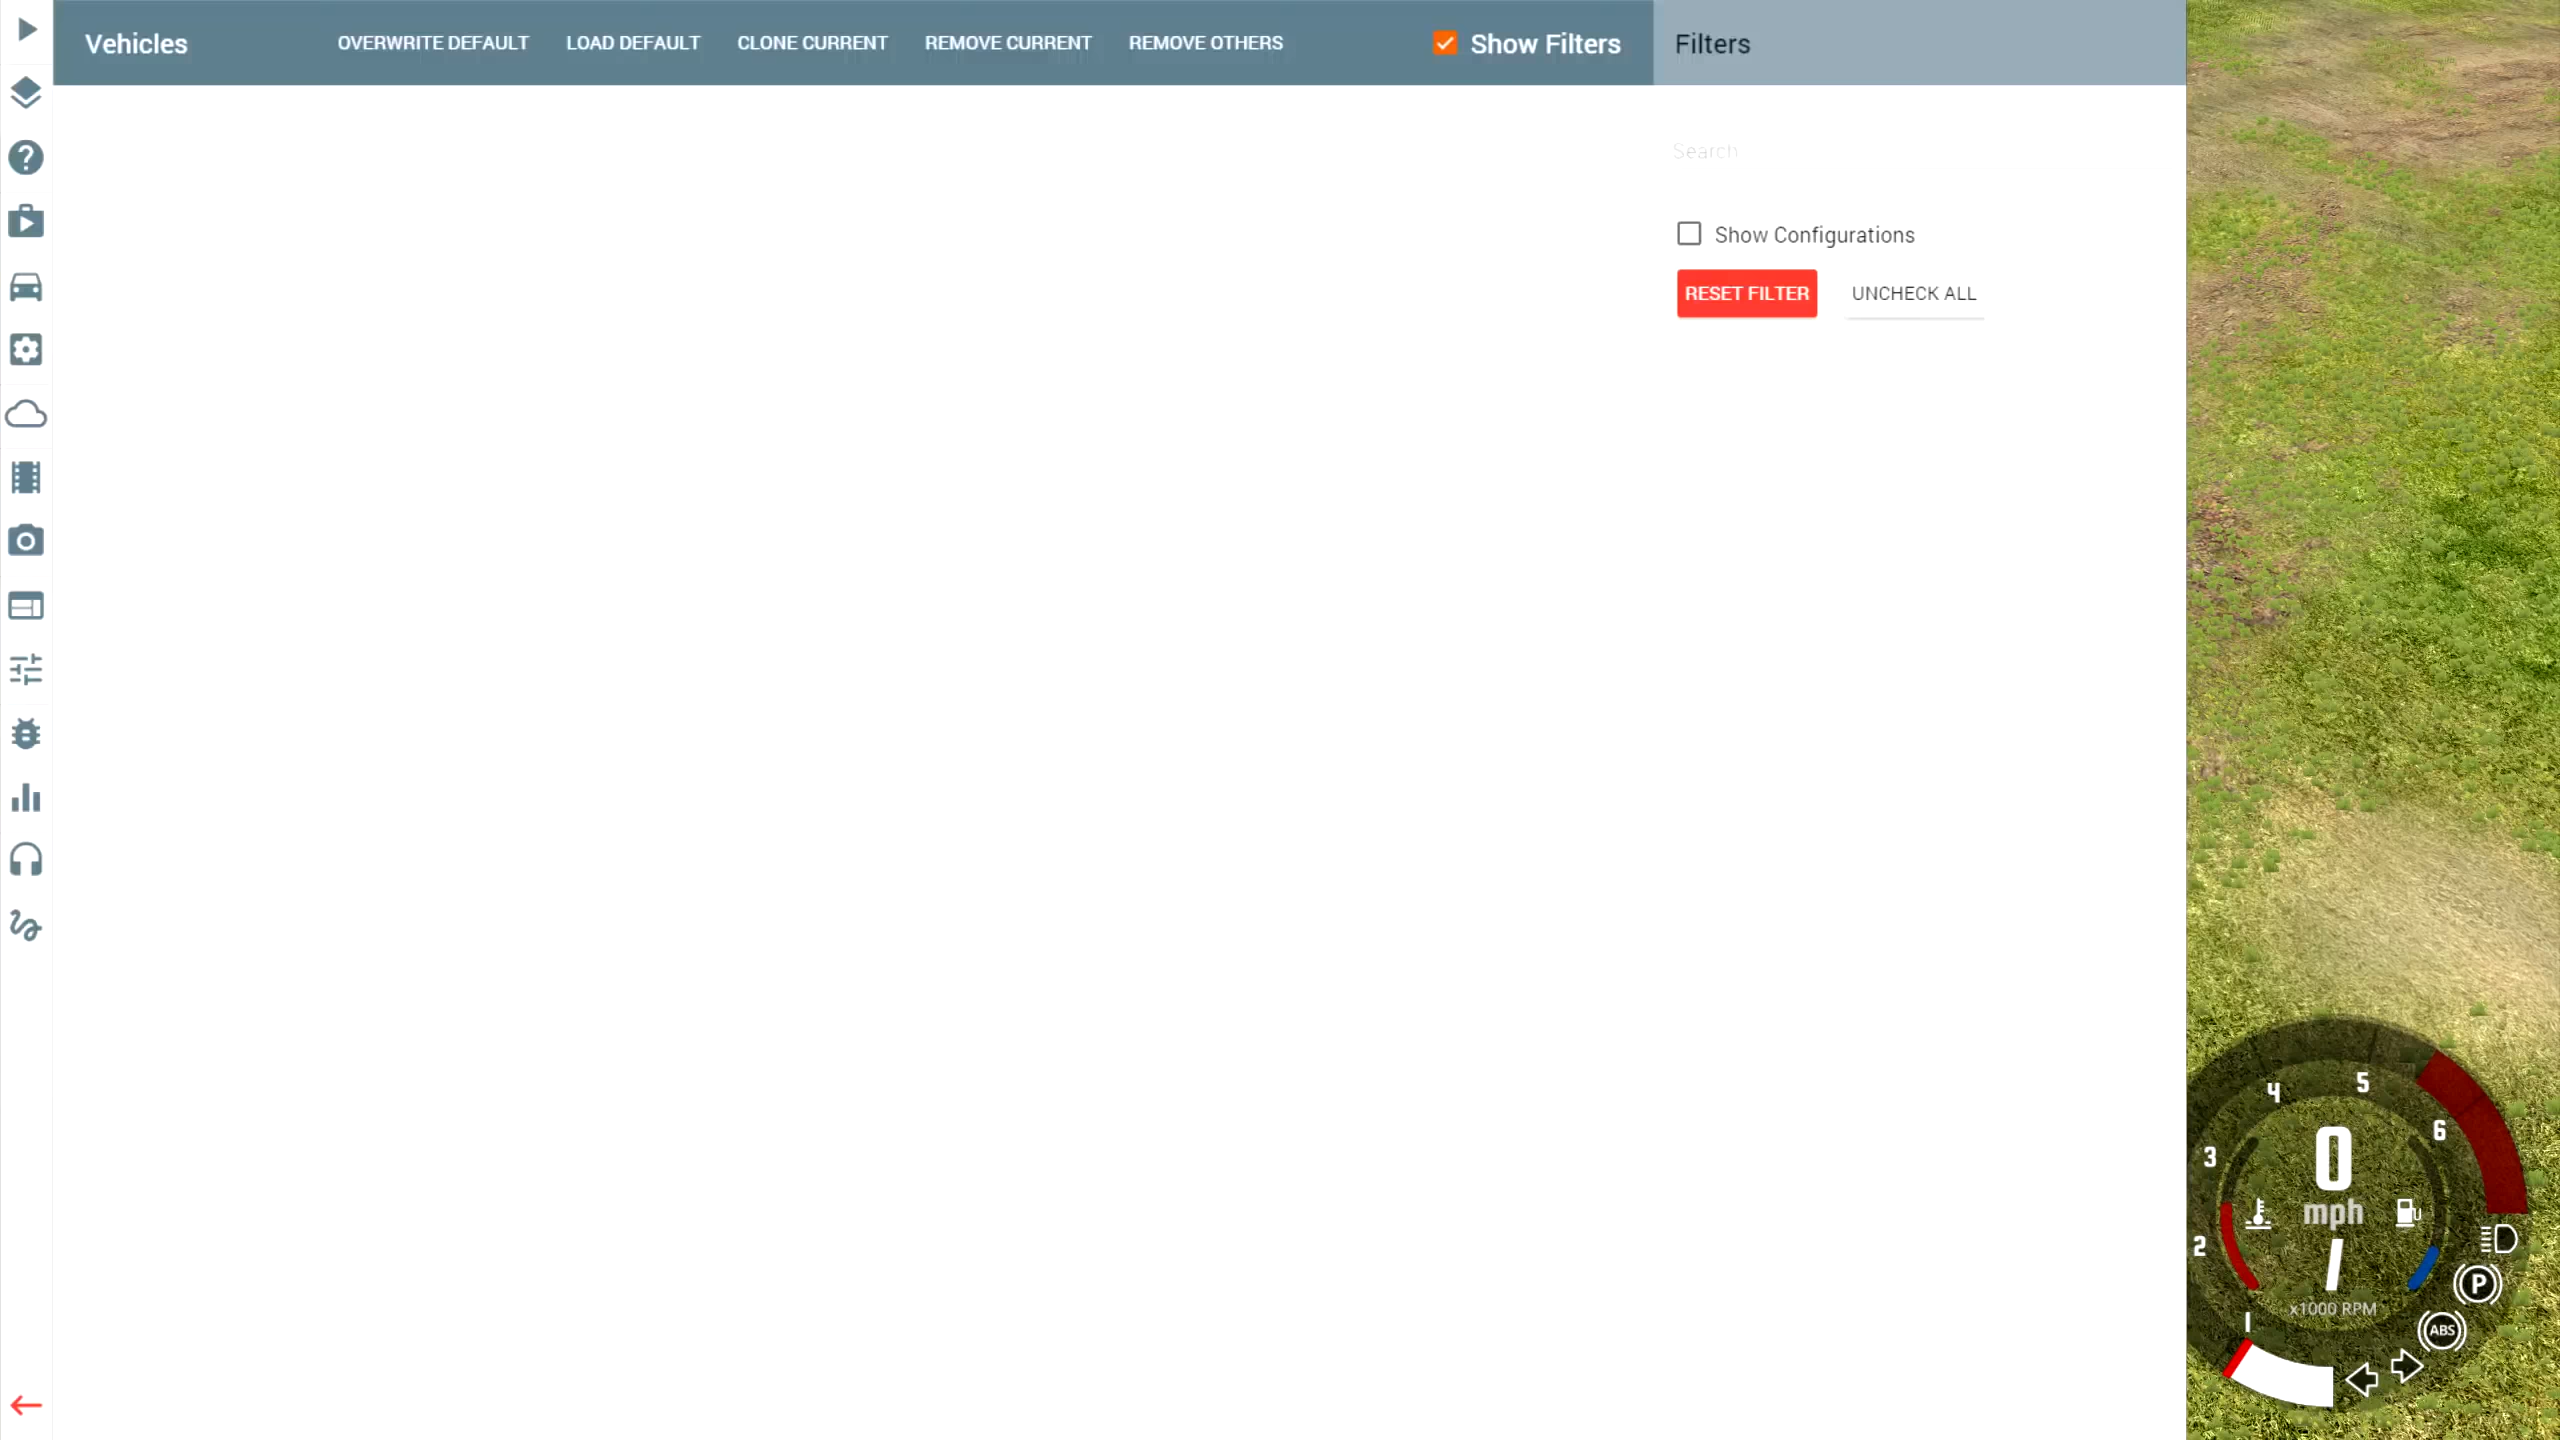 Vehicles
OVERWRITE DEFAULT
LOAD DEFAULT
CLONE CURRENT
REMOVE CURRENT
REMOVE OTHERS
Show Filters
Filters
Search
Show Configurations
RESET FILTER
UNCHECK ALL
4
5
3
6
0
mph
2
P
x1000 RPM
1
ABS